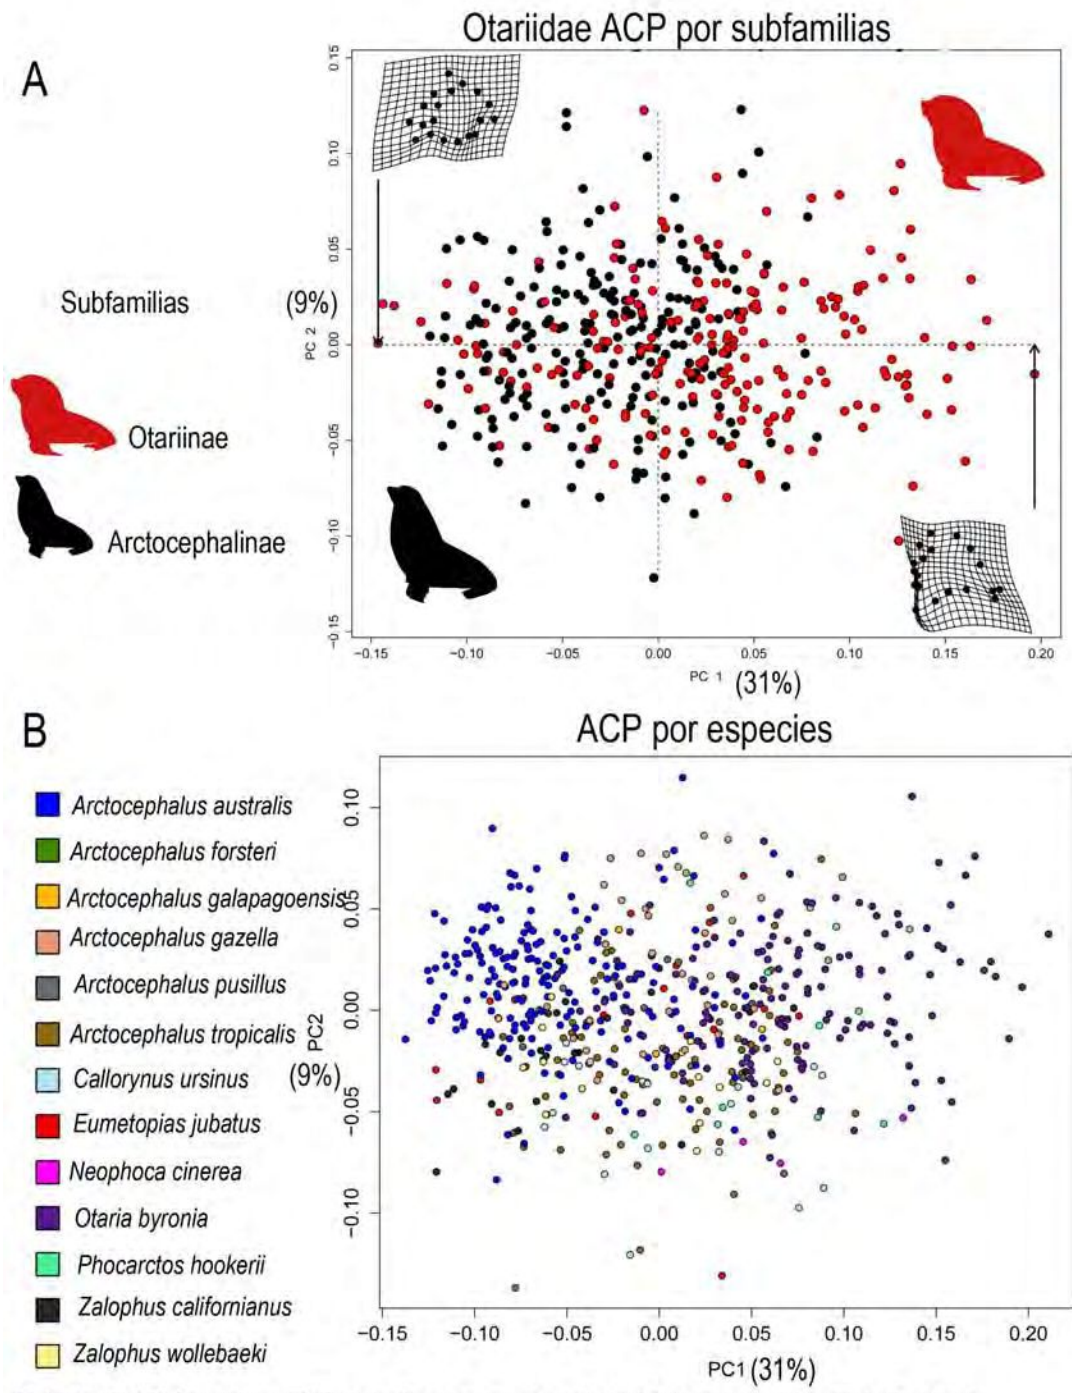 Otariidae ACP por subfamilias
A
0.15
0.10
0.05
0.00
−0.05
−0.10
−0.15
PC 2
(9%)
Subfamilias
Otariinae
Arctocephalinae
−0.15 −0.10 −0.05 0.00 0.05 0.10 0.15 0.20
PC 1 (31%)
B
ACP por especies
Arctocephalus australis
Arctocephalus forsteri
Arctocephalus galapagoensis
Arctocephalus gazella
Arctocephalus pusillus
Arctocephalus tropicalis
Callorynus ursinus
Eumetopias jubatus
Neophoca cinerea
Otaria byronia
Phocarctos hookerii
Zalophus californianus
Zalophus wollebaeki
0.10
0.05
0.00
−0.05
−0.10
PC2
(9%)
−0.15 −0.10 −0.05 0.00 0.05 0.10 0.15 0.20
PC1 (31%)